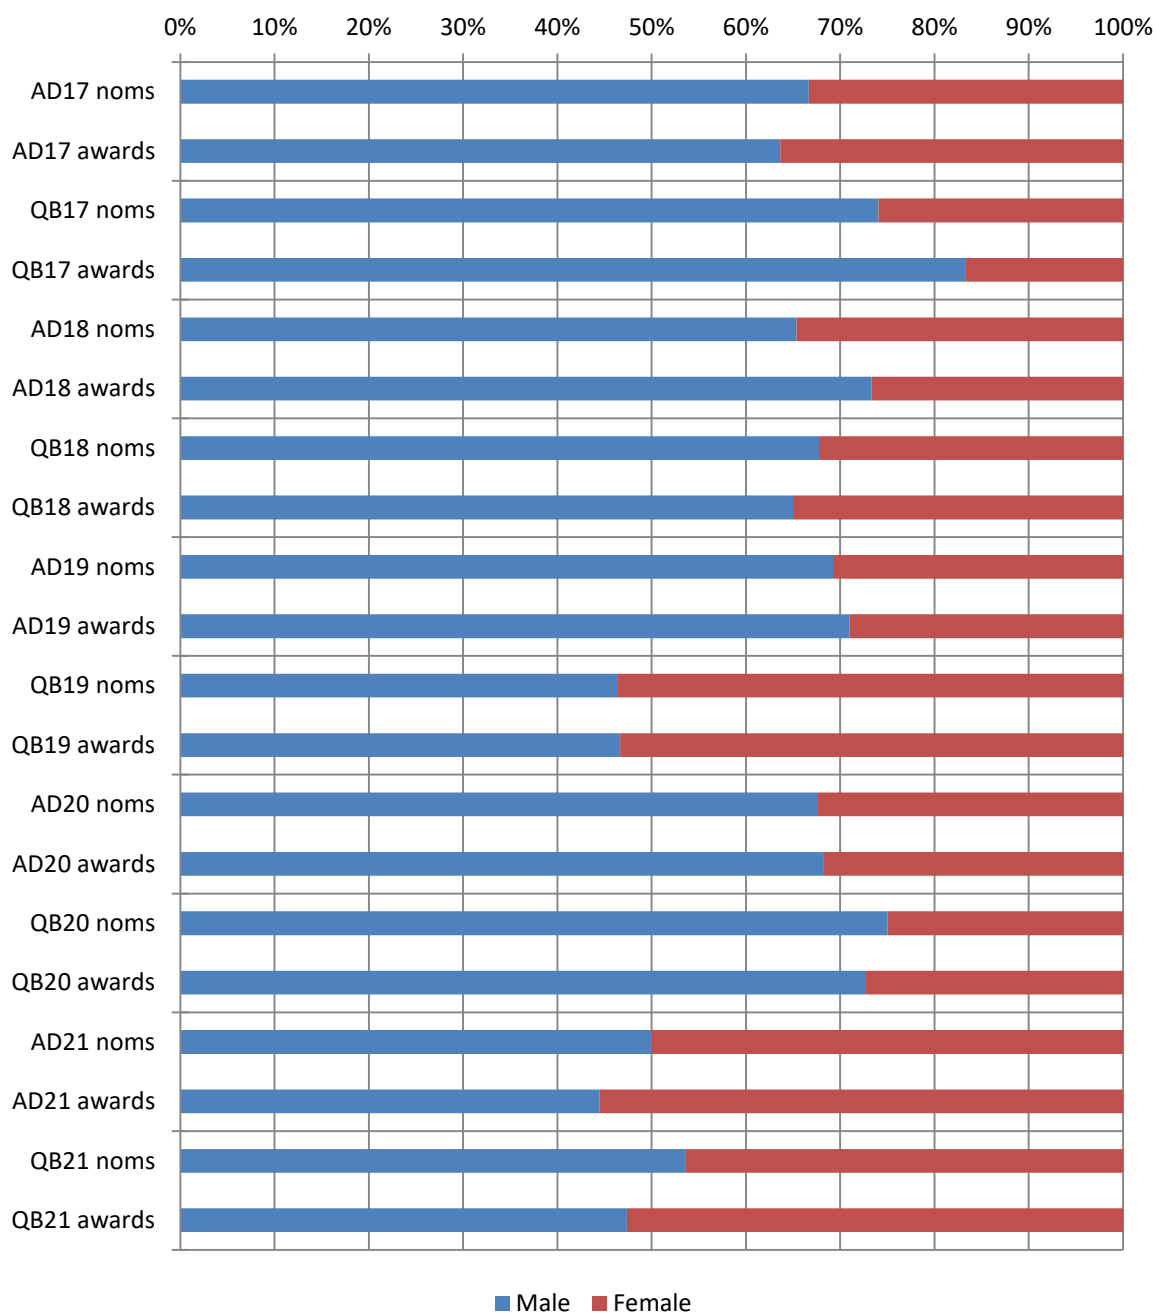 0% 10% 20% 30% 40% 50% 60% 70% 80% 90% 100%
AD17 noms
AD17 awards
QB17 noms
QB17 awards
AD18 noms
AD18 awards
QB18 noms
QB18 awards
AD19 noms
AD19 awards
QB19 noms
QB19 awards
AD20 noms
AD20 awards
QB20 noms
QB20 awards
AD21 noms
AD21 awards
QB21 noms
QB21 awards
Male Female